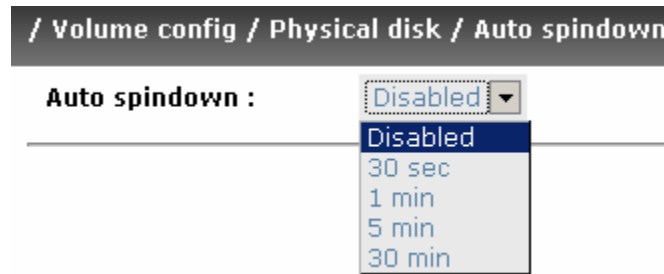 / Volume config / Physical disk / Auto spindown
Auto spindown : Disabled
Disabled
30 sec
1 min
5 min
30 min